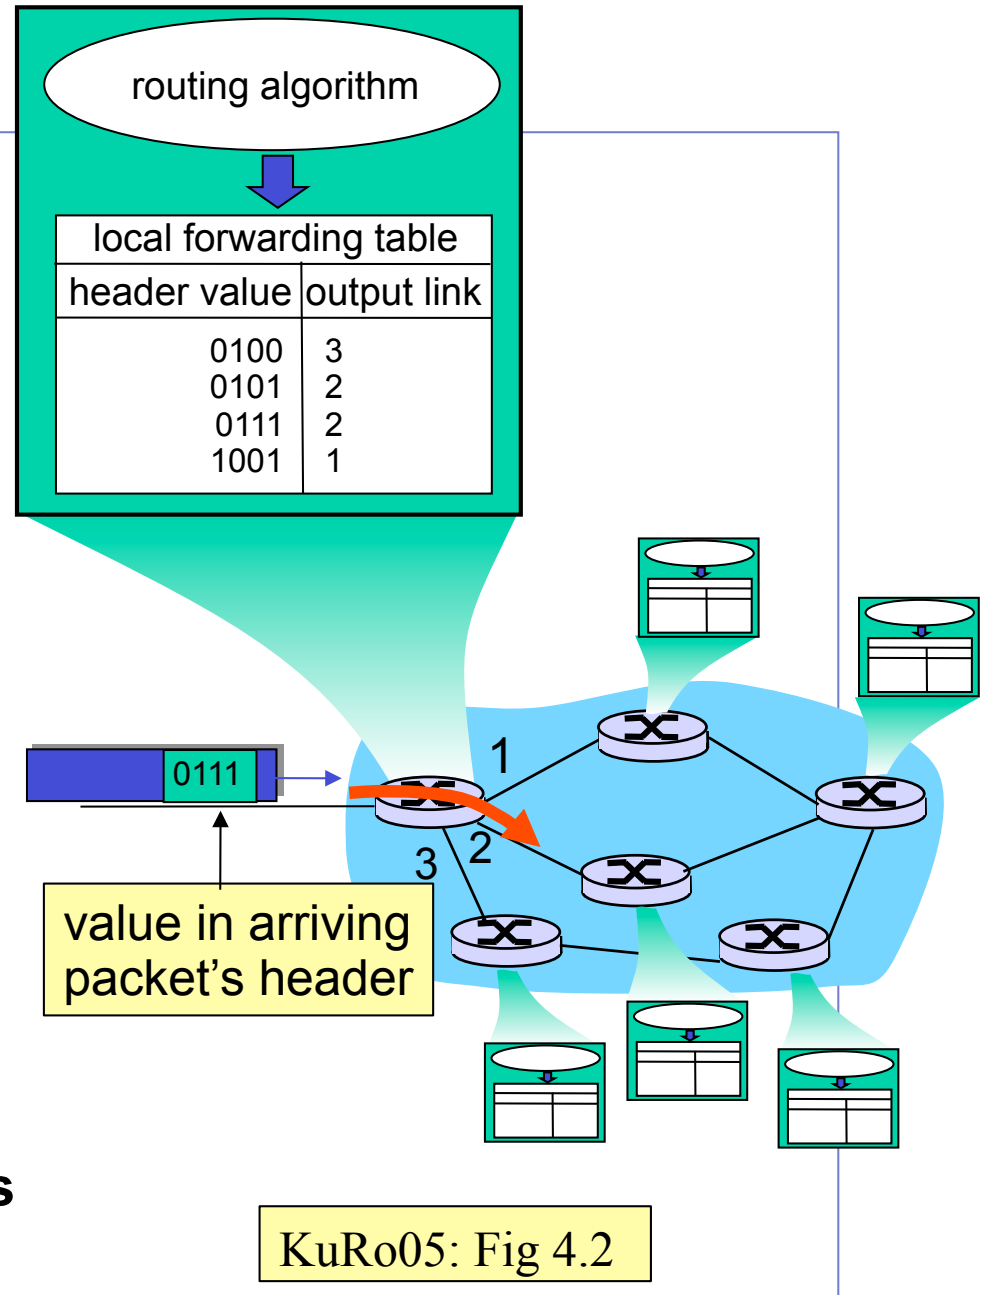 routing algorithm
local forwarding table
header value output link
0100 3
0101 2
0111 2
1001 1
0111
1
2
3
value in arriving
packet's header
s
KuRo05: Fig 4.2